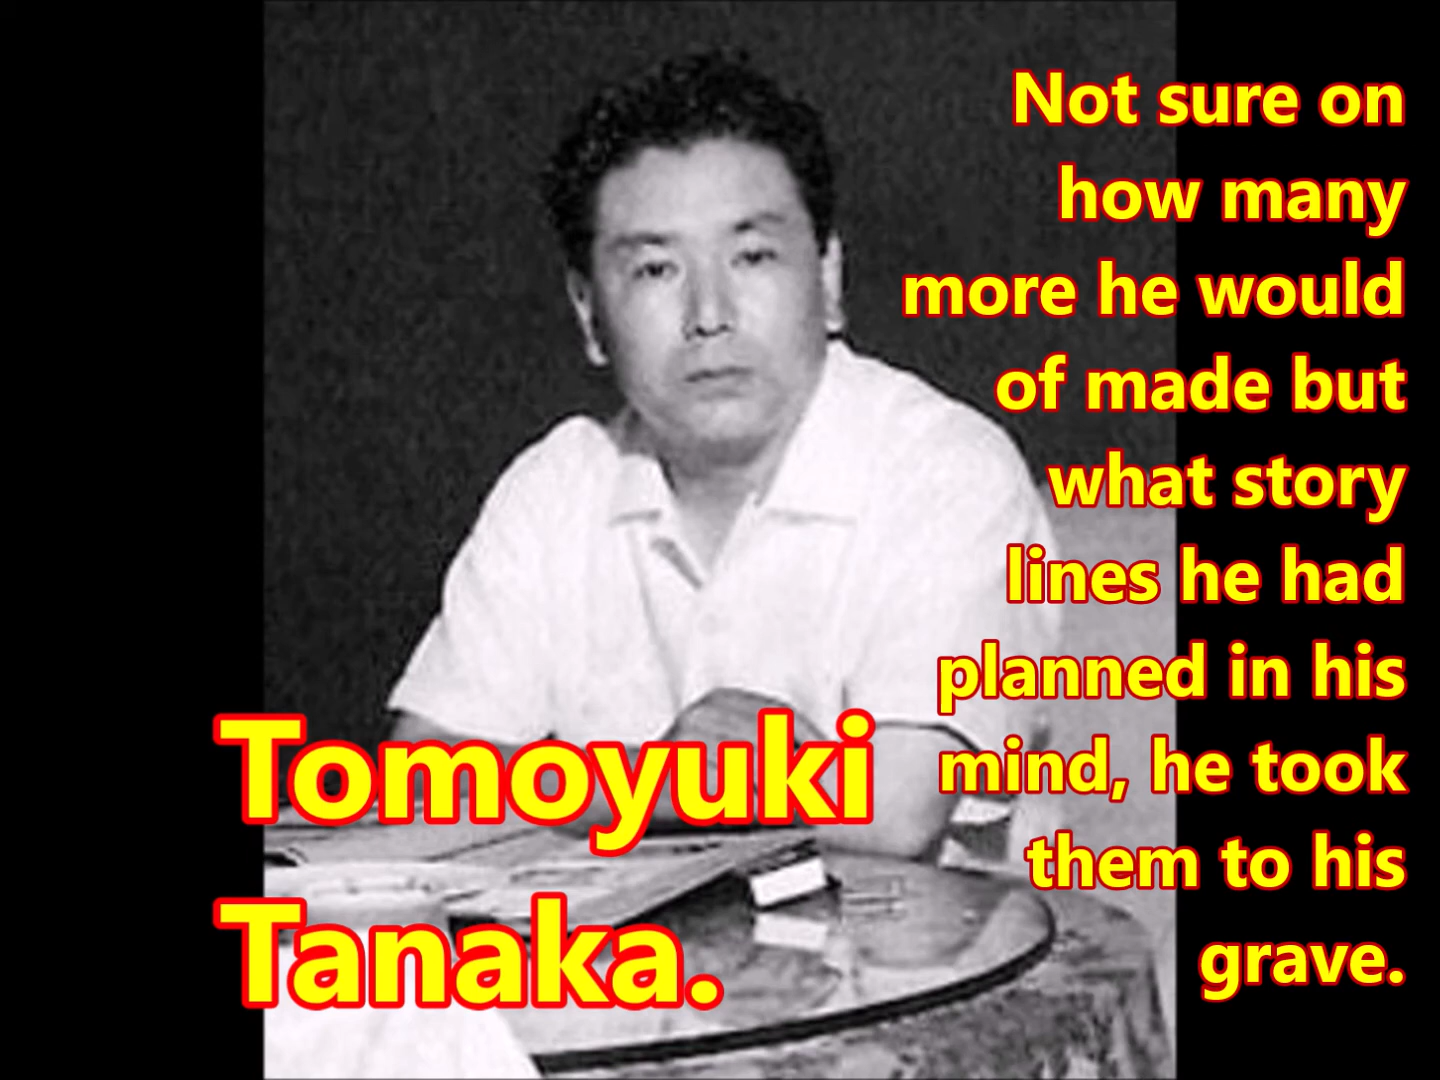 Not sure on
how many
more he would
of made but
what story
lines he had
planned in his
mind, he took
them to his
grave.
Tomoyuki
Tanaka.